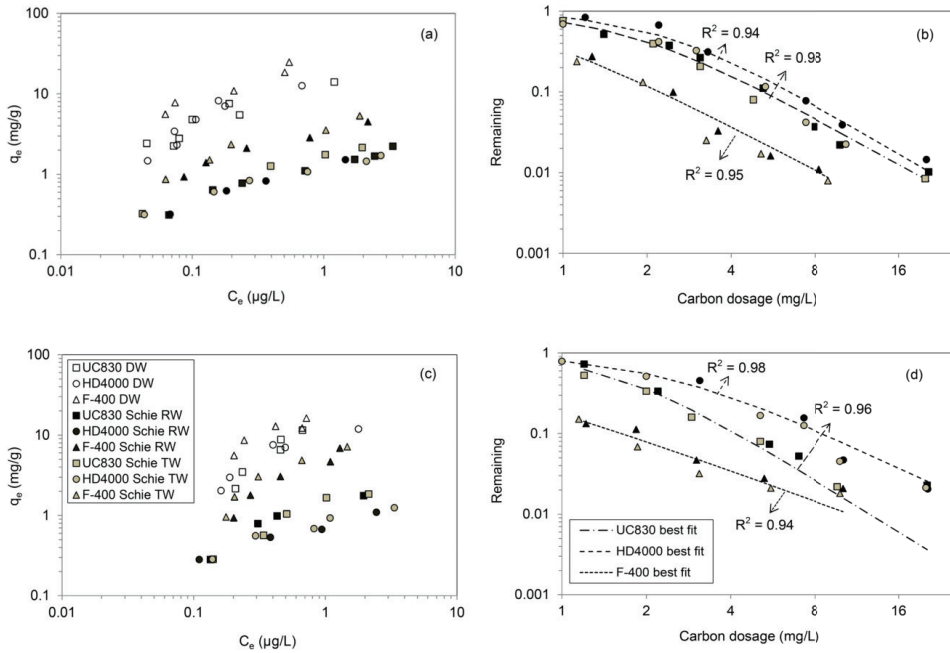 100
10
1
0.1
0.01
0.1
1
10
qe (mg/g)
Ce (µg/L)
(a)
1
0.1
0.01
0.001
1
2
4
8
16
Remaining
Carbon dosage (mg/L)
(b)
R² = 0.94
R² = 0.98
R² = 0.95
100
10
1
0.1
0.01
0.1
1
10
qe (mg/g)
Ce (µg/L)
(c)
UC830 DW
HD4000 DW
F-400 DW
UC830 Schie RW
HD4000 Schie RW
F-400 Schie RW
UC830 Schie TW
HD4000 Schie TW
F-400 Schie TW
1
0.1
0.01
0.001
1
2
4
8
16
Remaining
Carbon dosage (mg/L)
(d)
R² = 0.98
R² = 0.96
R² = 0.94
UC830 best fit
HD4000 best fit
F-400 best fit